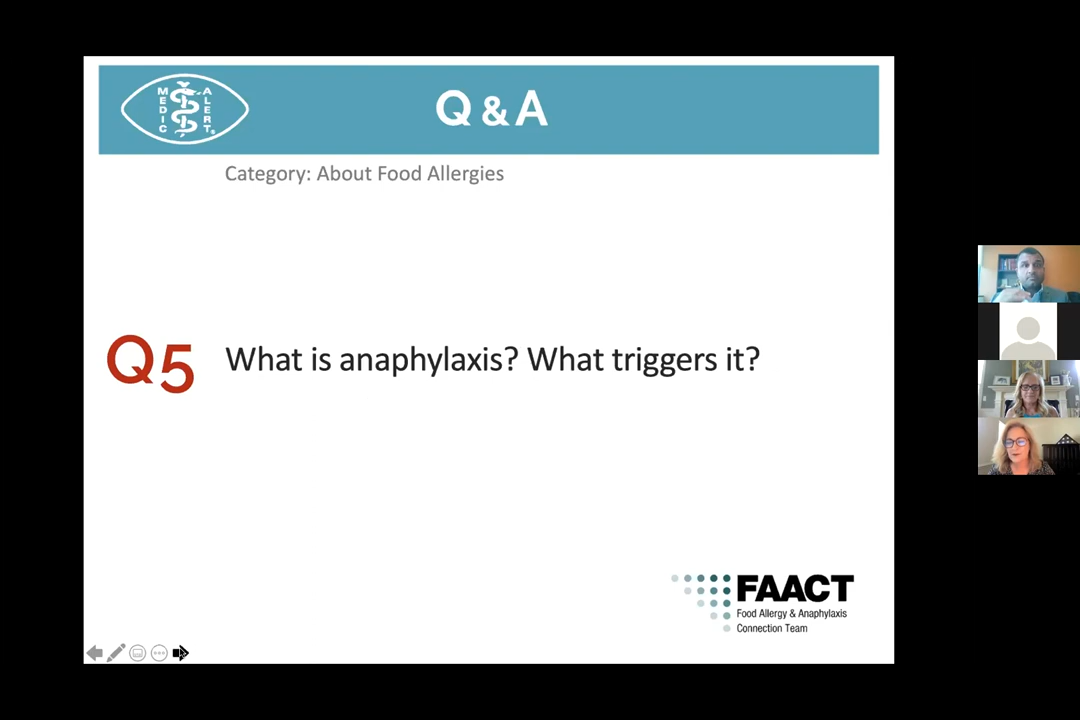 MEDIC ALERT®
Q & A
Category: About Food Allergies
Q5 What is anaphylaxis? What triggers it?
FAACT
Food Allergy & Anaphylaxis
Connection Team